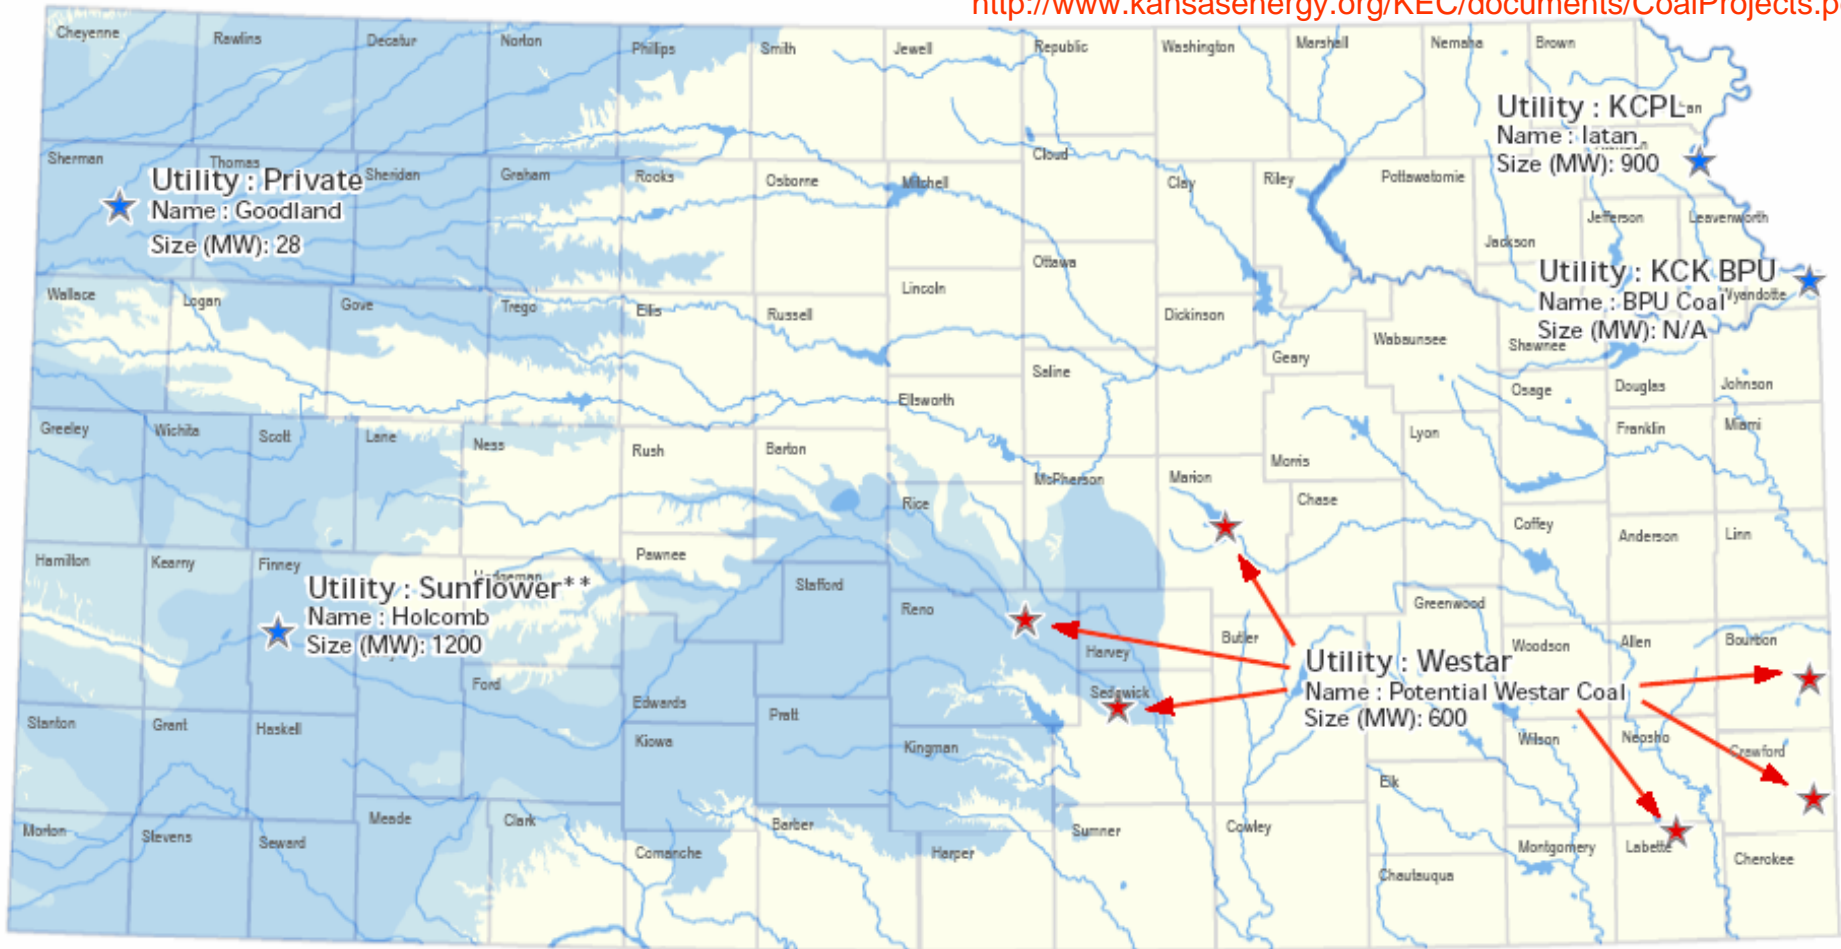 http://www.kansasenergy.org/KEC/documents/CoalProjects.p
Cheyenne
Rawlins
Decatur
Norton
Phillips
Smith
Jewell
Republic
Washington
Marshall
Nemaha
Brown
Utility : KCPL
Name : Iatan
Size (MW): 900
Sherman
Thomas
Sheridan
Graham
Rooks
Osborne
Mitchell
Cloud
Clay
Riley
Pottawatomie
Jackson
Jefferson
Leavenworth
Utility : Private
Name : Goodland
Size (MW): 28
Utility : KCK BPU
Name : BPU Coal
Size (MW): N/A
Wyandotte
Wallace
Logan
Gove
Trego
Ellis
Russell
Lincoln
Ottawa
Dickinson
Geary
Wabaunsee
Shawnee
Saline
Ellsworth
Osage
Douglas
Johnson
Greeley
Wichita
Scott
Lane
Ness
Rush
Barton
Rice
McPherson
Marion
Morris
Chase
Lyon
Franklin
Miami
Coffey
Anderson
Linn
Hamilton
Kearny
Finney
Hodgeman
Pawnee
Stafford
Reno
Harvey
Butler
Greenwood
Woodson
Allen
Bourbon
Utility : Sunflower**
Name : Holcomb
Size (MW): 1200
Utility : Westar
Name : Potential Westar Coal
Size (MW): 600
Sedgwick
Ford
Edwards
Pratt
Kiowa
Kingman
Stanton
Grant
Haskell
Wilson
Neosho
Crawford
Elk
Morton
Stevens
Seward
Meade
Clark
Comanche
Barber
Harper
Sumner
Cowley
Chautauqua
Montgomery
Labette
Cherokee